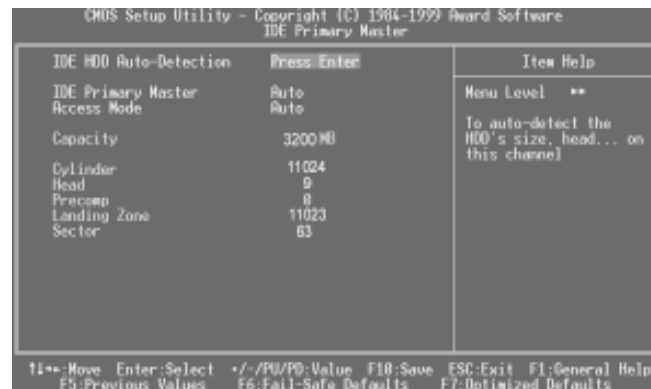 CMOS Setup Utility - Copyright (C) 1984-1999 Award Software
IDE Primary Master
IDE HDD Auto-Detection Press Enter
IDE Primary Master Auto
Access Mode Auto
Capacity 3200 MB
Cylinder 11024
Head 9
Precomp 0
Landing Zone 11023
Sector 63
Item Help
Menu Level ►►
To auto-detect the
HDD's size, head... on
this channel
↑↓→←:Move Enter:Select +/-/PU/PD:Value F10:Save ESC:Exit F1:General Help
F5:Previous Values F6:Fail-Safe Defaults F7:Optimized Defaults